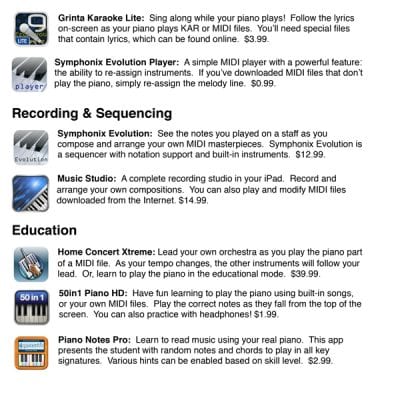 Grinta Karaoke Lite: Sing along while your piano plays! Follow the lyrics
on-screen as your piano plays KAR or MIDI files. You'll need special files
that contain lyrics, which can be found online. $3.99.
LITE
Symphonix Evolution Player: A simple MIDI player with a powerful feature:
the ability to re-assign instruments. If you've downloaded MIDI files that don't
play the piano, simply re-assign the melody line. $0.99.
player
Recording & Sequencing
Symphonix Evolution: See the notes you played on a staff as you
compose and arrange your own MIDI masterpieces. Symphonix Evolution is
a sequencer with notation support and built-in instruments. $12.99.
Evolution
Music Studio: A complete recording studio in your iPad. Record and
arrange your own compositions. You can also play and modify MIDI files
downloaded from the Internet. $14.99.
Education
Home Concert Xtreme: Lead your own orchestra as you play the piano part
of a MIDI file. As your tempo changes, the other instruments will follow your
lead. Or, learn to play the piano in the educational mode. $39.99.
50 in 1
50in1 Piano HD: Have fun learning to play the piano using built-in songs,
or your own MIDI files. Play the correct notes as they fall from the top of the
screen. You can also practice with headphones! $1.99.
Piano Notes Pro: Learn to read music using your real piano. This app
presents the student with random notes and chords to play in all key
signatures. Various hints can be enabled based on skill level. $2.99.